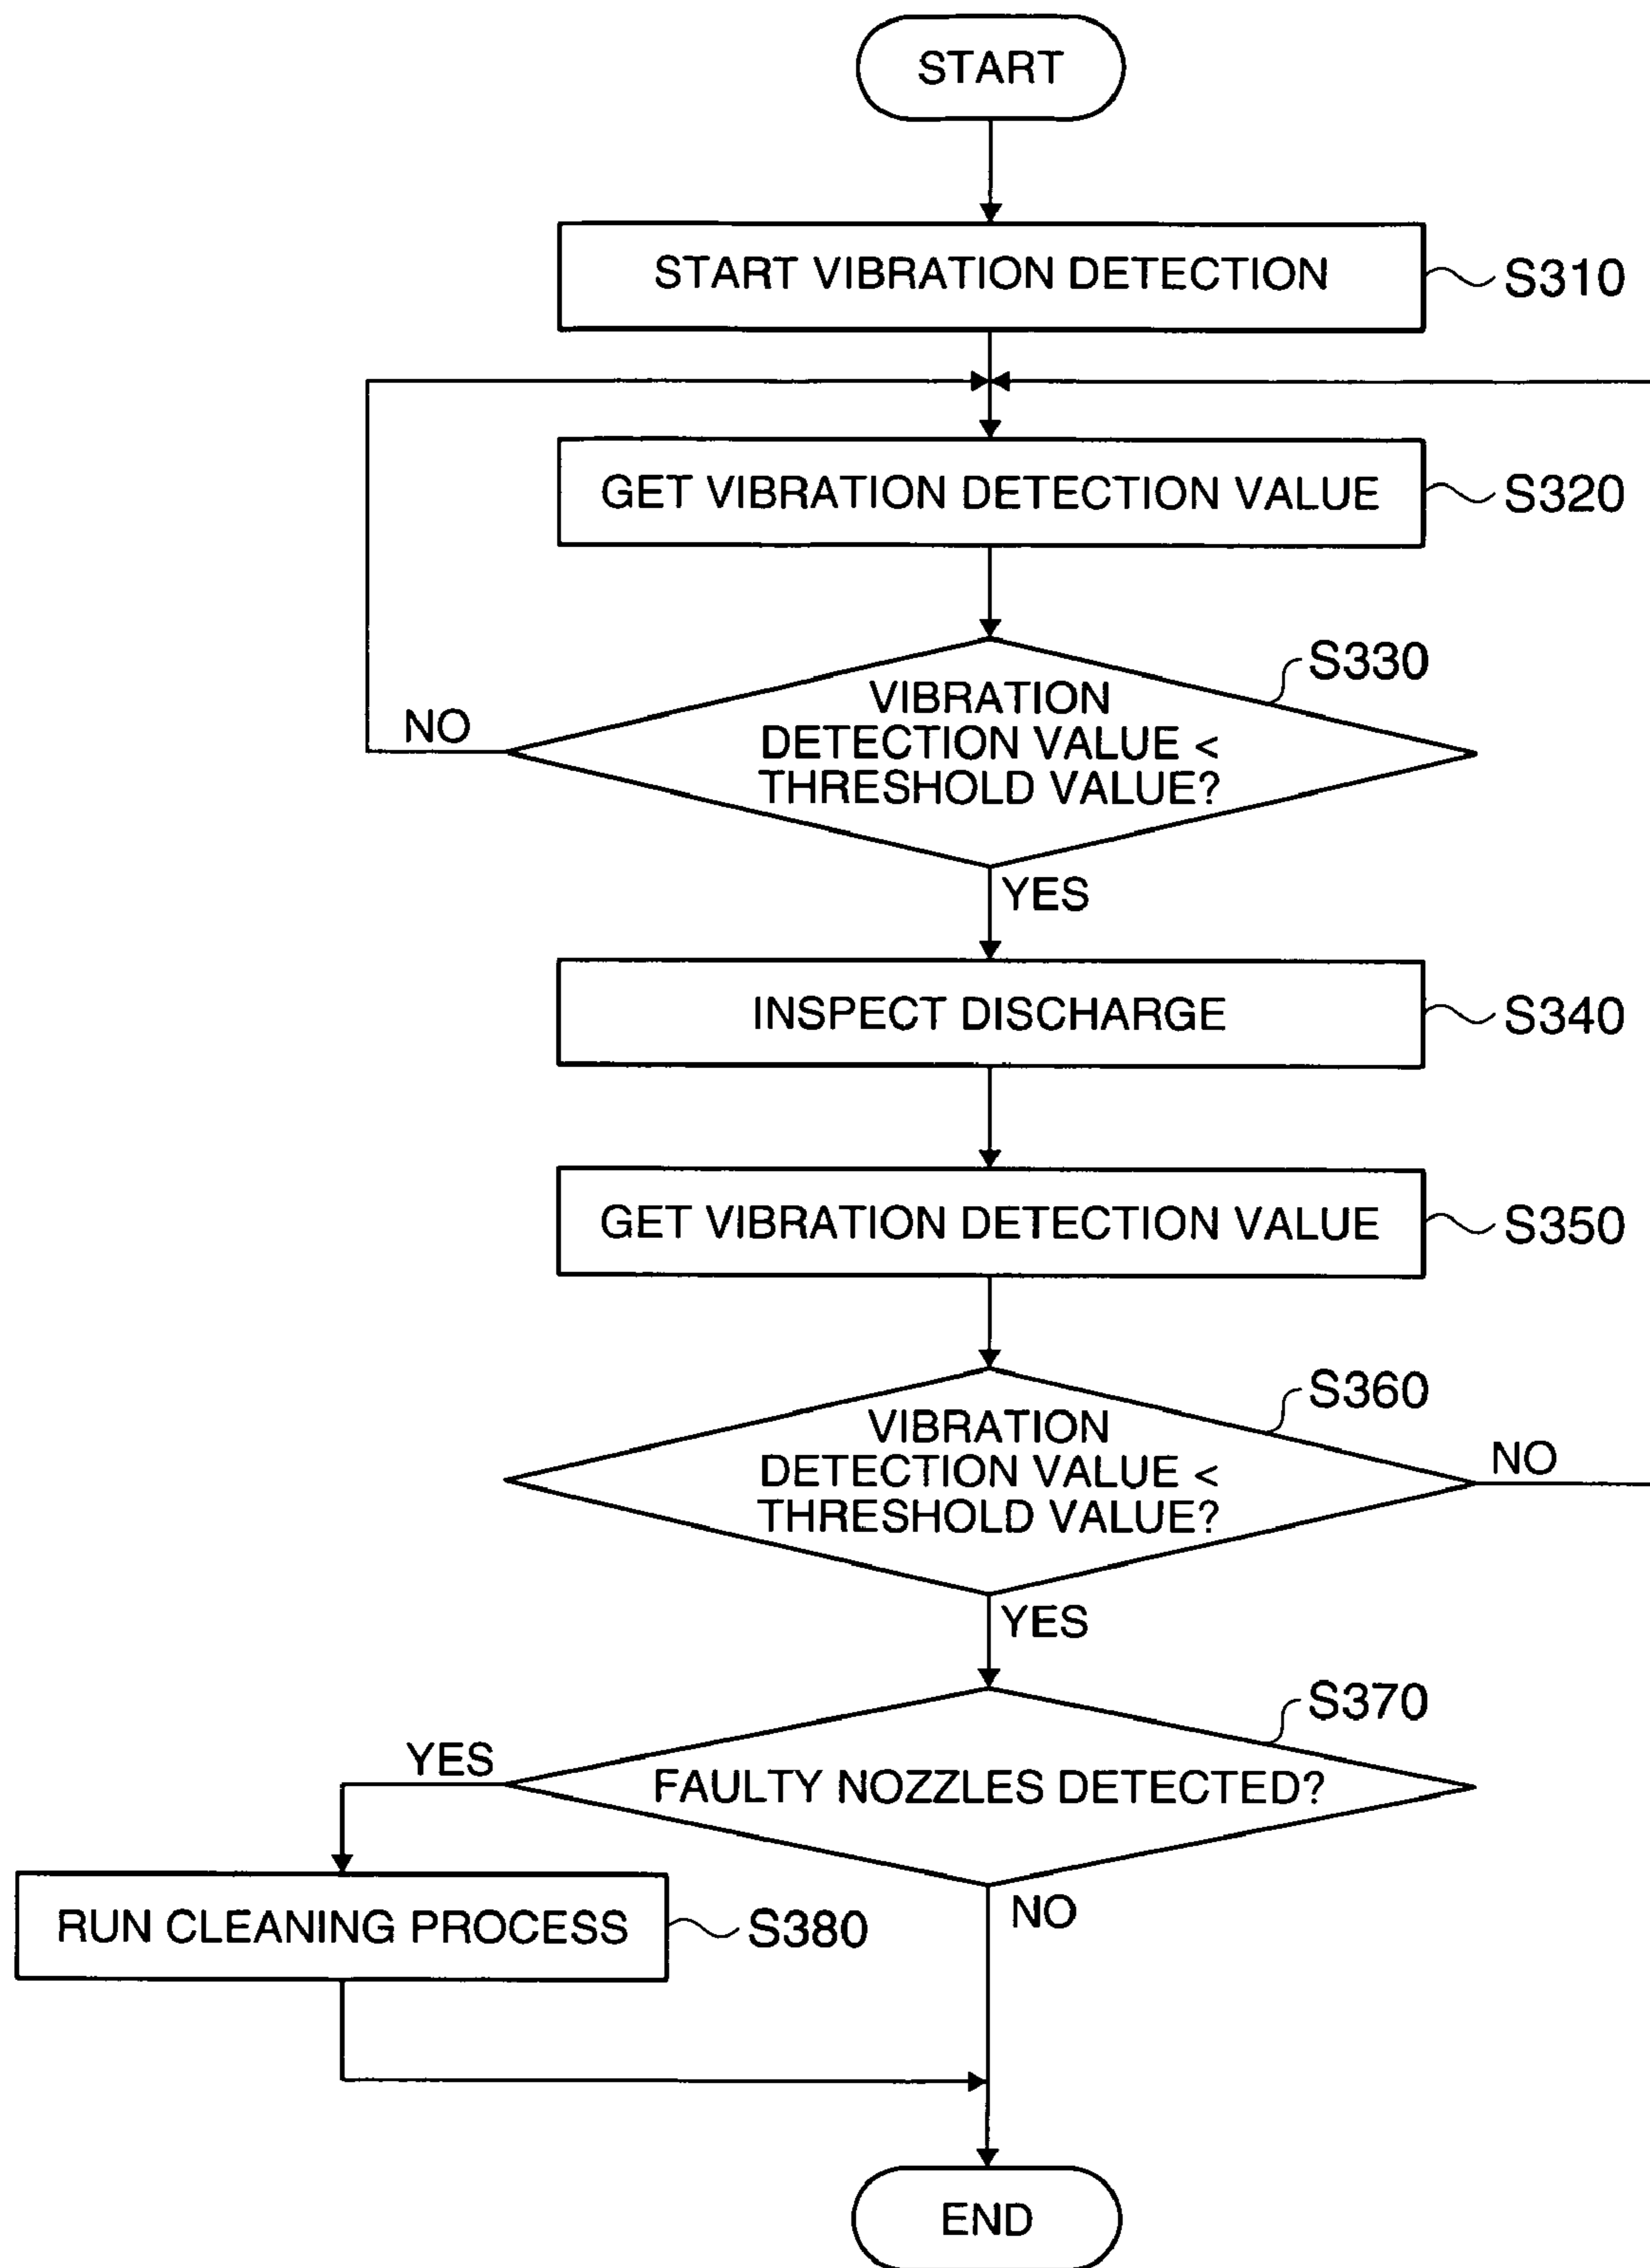 START
START VIBRATION DETECTION
S310
GET VIBRATION DETECTION VALUE
S320
S330
VIBRATION
DETECTION VALUE <
THRESHOLD VALUE?
NO
YES
INSPECT DISCHARGE
S340
GET VIBRATION DETECTION VALUE
S350
S360
VIBRATION
DETECTION VALUE <
THRESHOLD VALUE?
NO
YES
S370
FAULTY NOZZLES DETECTED?
YES
NO
RUN CLEANING PROCESS
S380
END